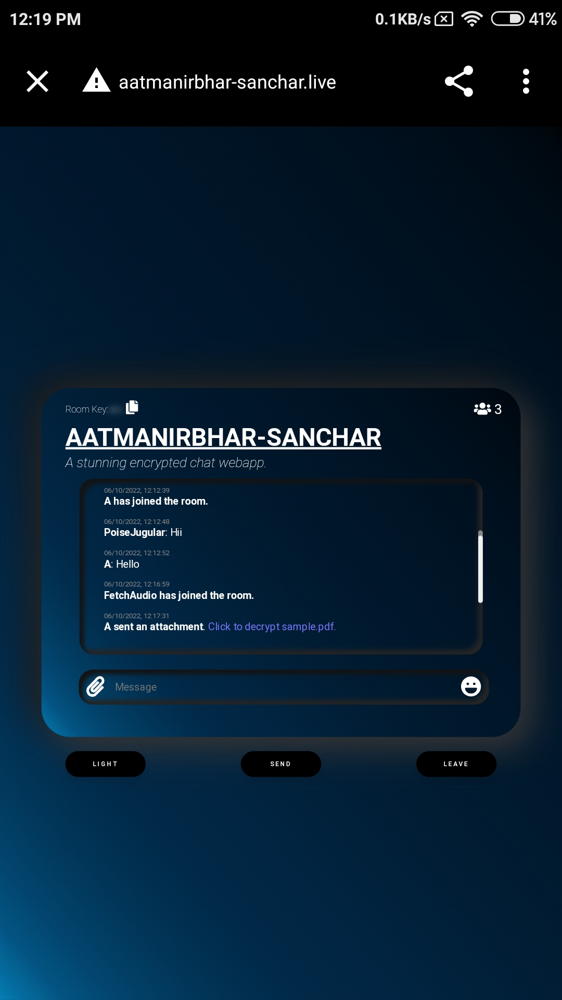 12:19 PM 0.1KB/s 41%
aatmanirbhar-sanchar.live
Room Key: 3
AATMANIRBHAR-SANCHAR
A stunning encrypted chat webapp.
06/10/2022, 12:12:39
A has joined the room.
06/10/2022, 12:12:48
PoiseJugular: Hii
06/10/2022, 12:12:52
A: Hello
06/10/2022, 12:16:59
FetchAudio has joined the room.
06/10/2022, 12:17:31
A sent an attachment. Click to decrypt sample.pdf.
Message
LIGHT SEND LEAVE